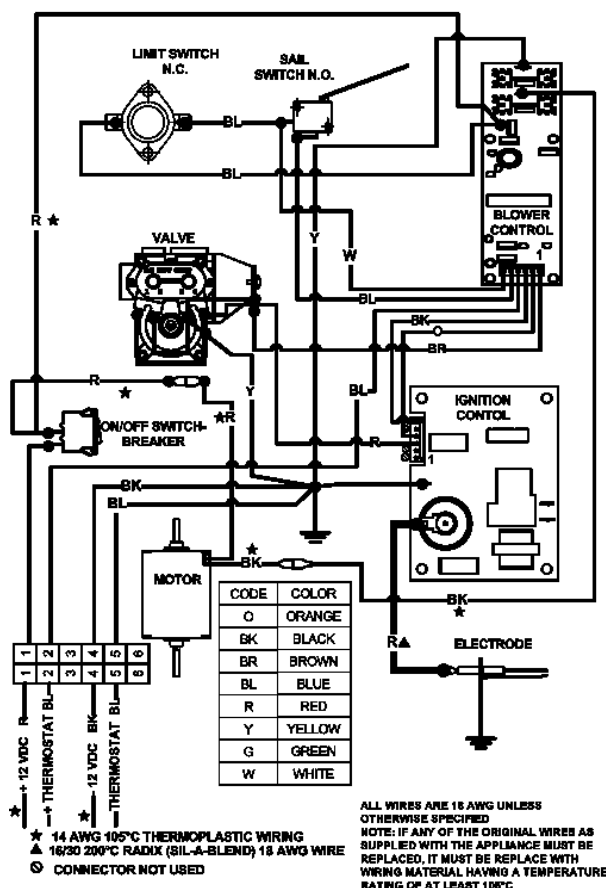 LIMIT SWITCH
N.C.
SAIL
SWITCH N.O.
BL
BL
R ★
BLOWER
CONTROL
1
Y
W
VALVE
BL
BK
O
BR
R
★
★R
Y
BL
IGNITION
CONTOL
ON/OFF SWITCH-
BREAKER
R
1
BK
BL
MOTOR
★
BK
BK
★
CODE COLOR
O ORANGE
BK BLACK
BR BROWN
BL BLUE
R RED
Y YELLOW
G GREEN
W WHITE
R▲
ELECTRODE
1 2 3 4 5 6
1 2 3 4 5 6
★ + 12 VDC R
+ THERMOSTAT BL
★ - 12 VDC BK
- THERMOSTAT BL
★ 14 AWG 105°C THERMOPLASTIC WIRING
▲ 16/30 200°C RADIX (SIL-A-BLEND) 18 AWG WIRE
CONNECTOR NOT USED
ALL WIRES ARE 18 AWG UNLESS
OTHERWISE SPECIFIED
NOTE: IF ANY OF THE ORIGINAL WIRES AS
SUPPLIED WITH THE APPLIANCE MUST BE
REPLACED, IT MUST BE REPLACE WITH
WIRING MATERIAL HAVING A TEMPERATURE
RATING OF AT LEAST 105°C